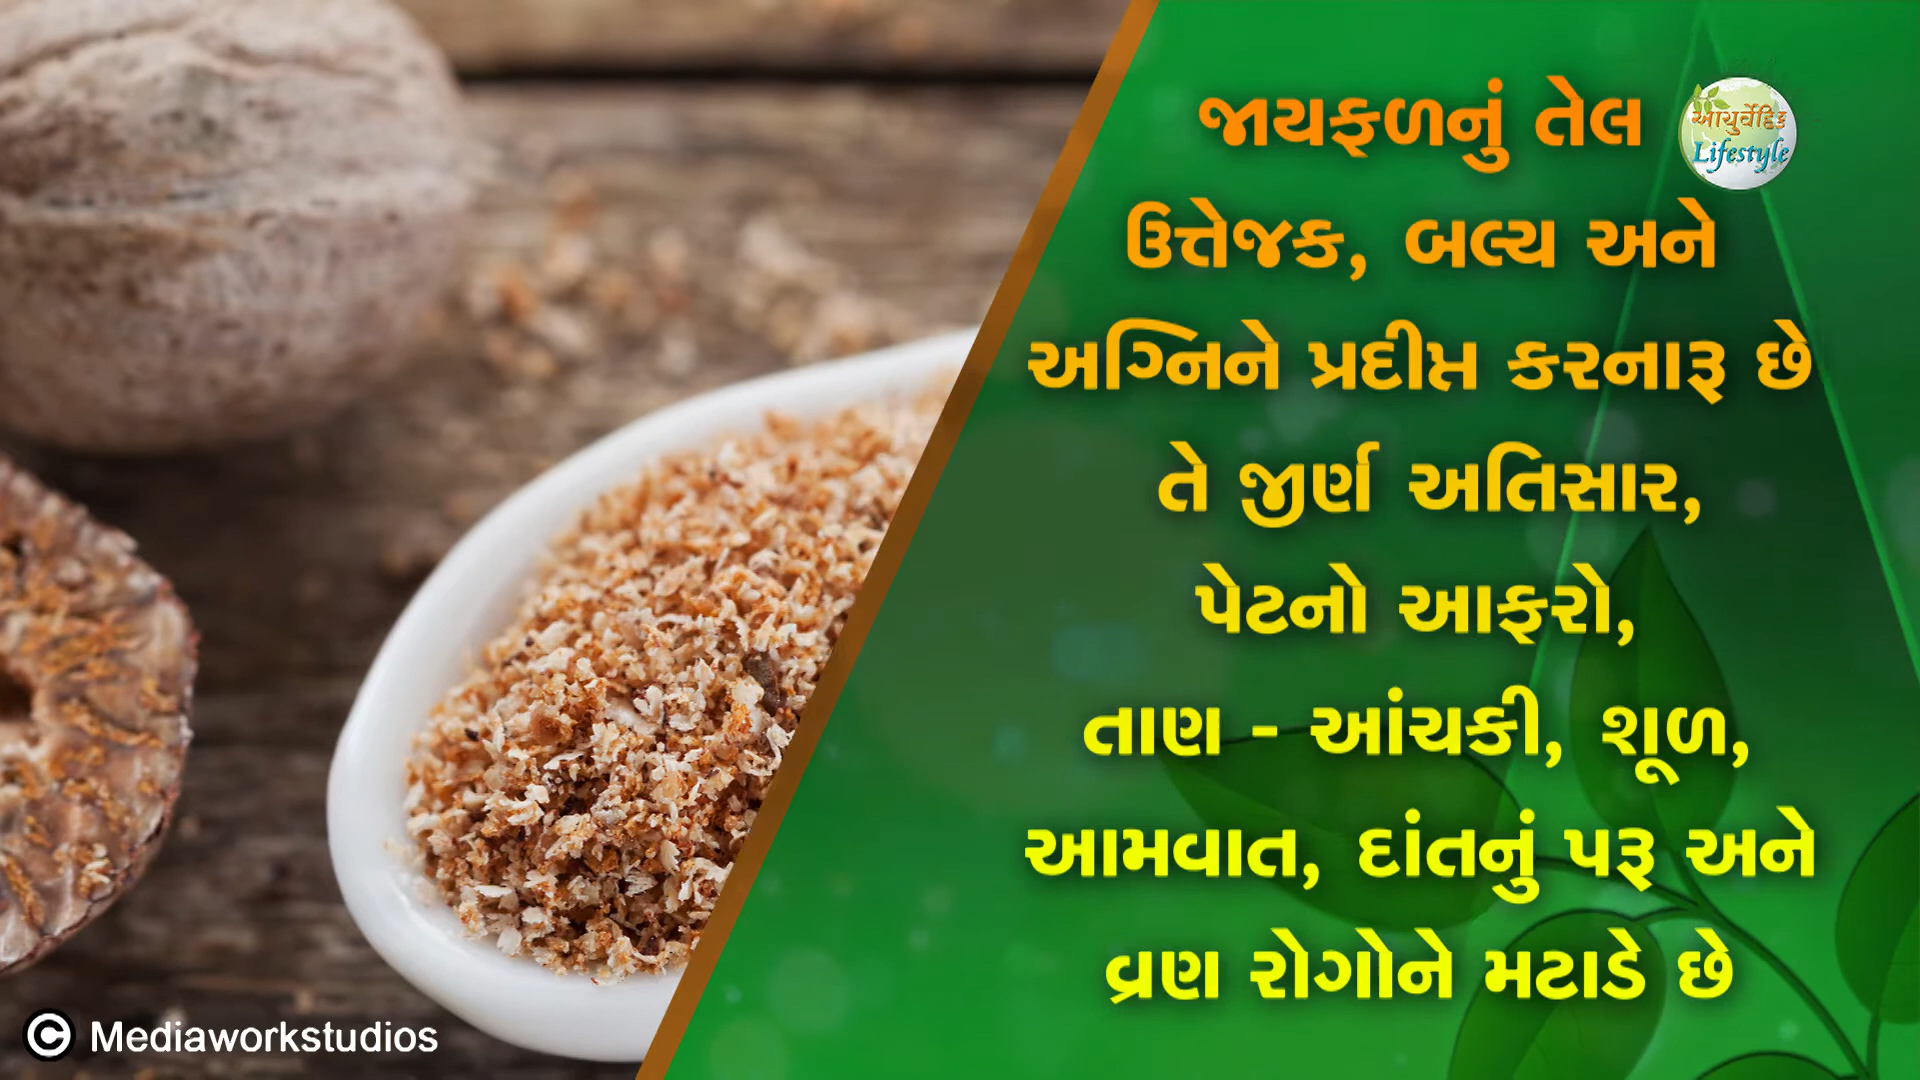 જાયફળનું તેલ
આયુર્વેદિક
Lifestyle
ઉત્તેજક, બલ્ય અને
અગ્નિને પ્રદીપ્ત કરનારૂ છે
તે જીર્ણ અતિસાર,
પેટનો આફરો,
તાણ - આંચકી, શૂળ,
આમવાત, દાંતનું પરૂ અને
વ્રણ રોગોને મટાડે છે
© Mediaworkstudios